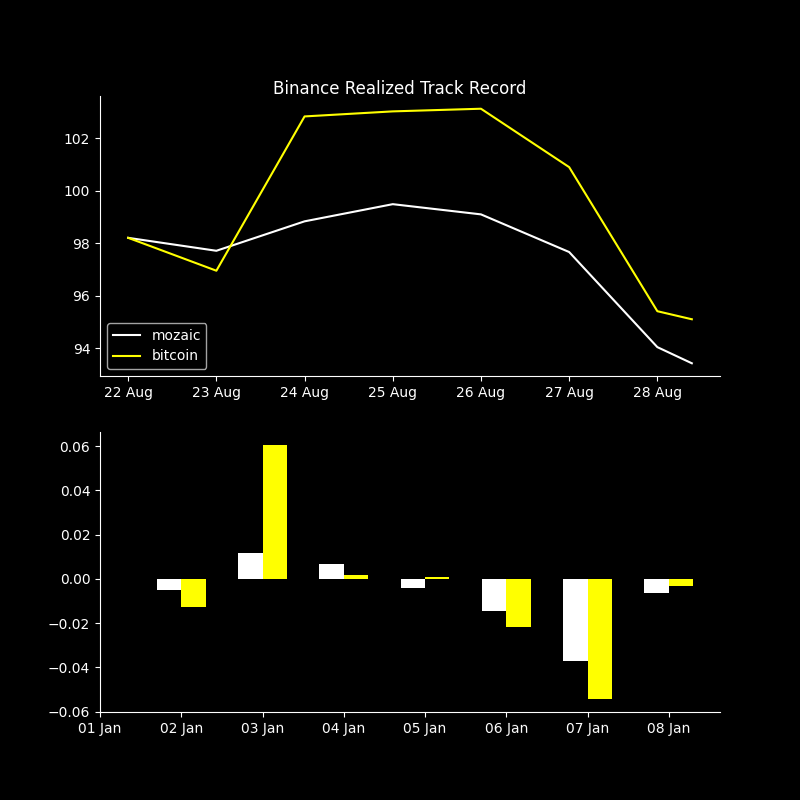 Binance Realized Track Record
102
100
98
96
94
mozaic
bitcoin
22 Aug 23 Aug 24 Aug 25 Aug 26 Aug 27 Aug 28 Aug
0.06
0.04
0.02
0.00
−0.02
−0.04
−0.06
01 Jan 02 Jan 03 Jan 04 Jan 05 Jan 06 Jan 07 Jan 08 Jan